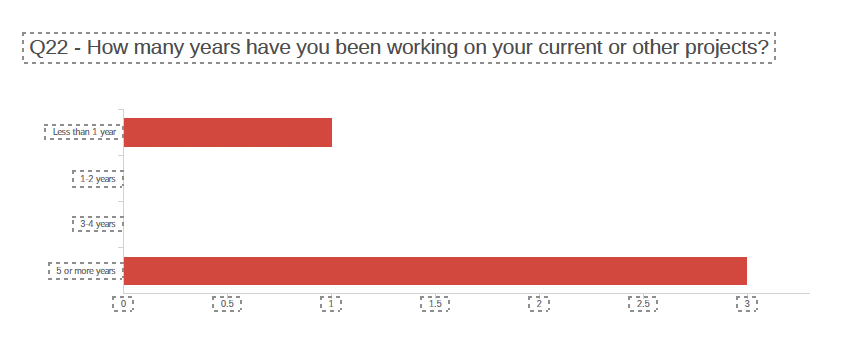 Q22 - How many years have you been working on your current or other projects?
Less than 1 year
1-2 years
3-4 years
5 or more years
0 0.5 1 1.5 2 2.5 3